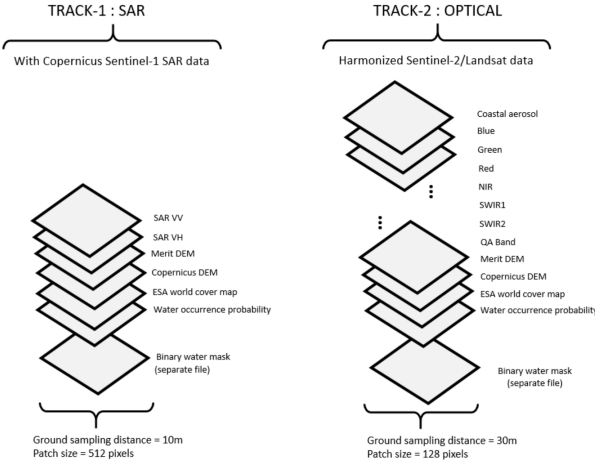 TRACK-1 : SAR
With Copernicus Sentinel-1 SAR data
SAR VV
SAR VH
Merit DEM
Copernicus DEM
ESA world cover map
Water occurrence probability
Binary water mask
(separate file)
Ground sampling distance = 10m
Patch size = 512 pixels
TRACK-2 : OPTICAL
Harmonized Sentinel-2/Landsat data
Coastal aerosol
Blue
Green
Red
NIR
SWIR1
SWIR2
QA Band
Merit DEM
Copernicus DEM
ESA world cover map
Water occurrence probability
Binary water mask
(separate file)
Ground sampling distance = 30m
Patch size = 128 pixels